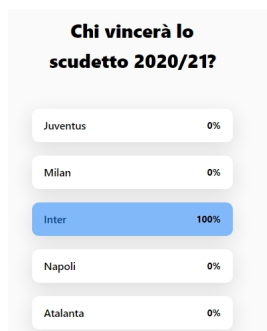 Chi vincerà lo
scudetto 2020/21?
Juventus 0%
Milan 0%
Inter 100%
Napoli 0%
Atalanta 0%